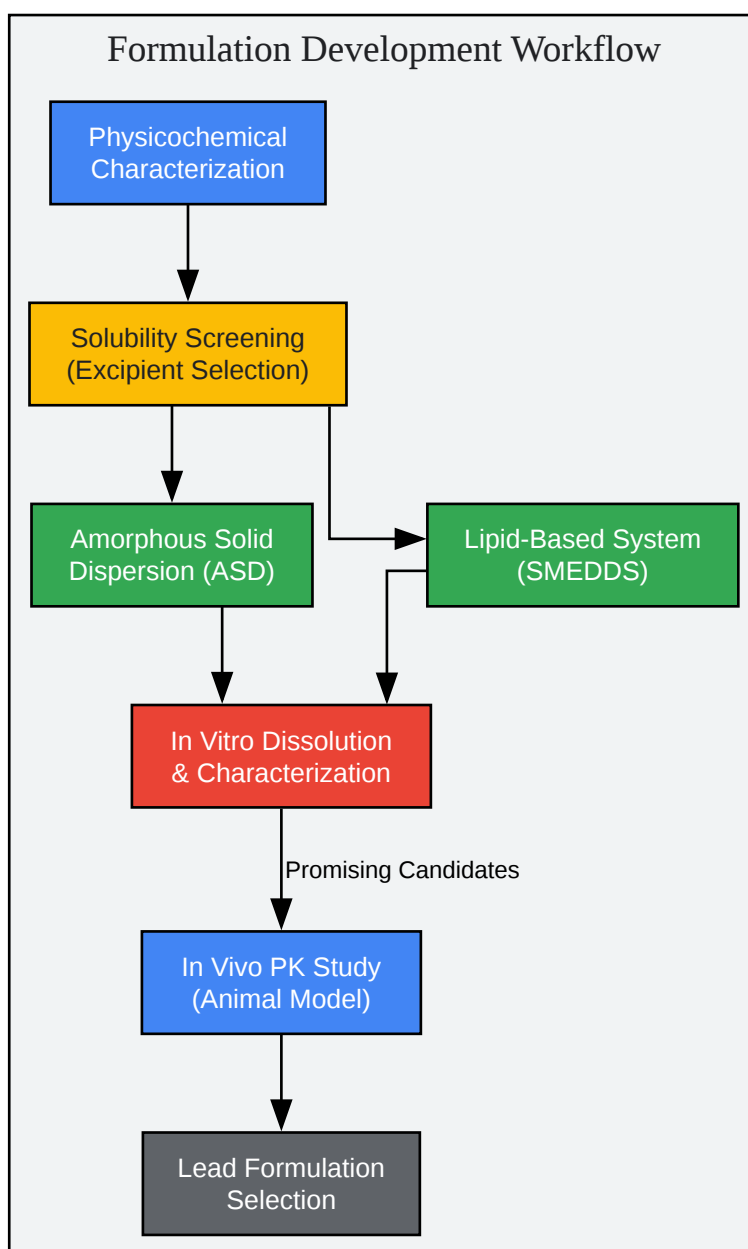 Formulation Development Workflow
Physicochemical
Characterization
Solubility Screening
(Excipient Selection)
Amorphous Solid
Dispersion (ASD)
Lipid-Based System
(SMEDDS)
In Vitro Dissolution
& Characterization
Promising Candidates
In Vivo PK Study
(Animal Model)
Lead Formulation
Selection